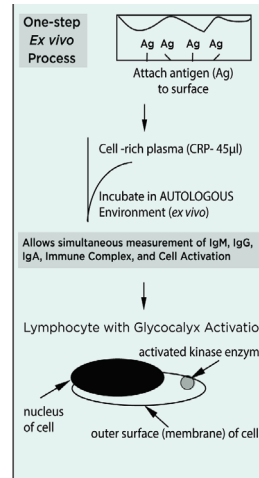 One-step
Ex vivo
Process
Ag Ag Ag Ag
Attach antigen (Ag)
to surface
Cell -rich plasma (CRP- 45µl)
Incubate in AUTOLOGOUS
Environment (ex vivo)
Allows simultaneous measurement of IgM, IgG,
IgA, Immune Complex, and Cell Activation
Lymphocyte with Glycocalyx Activatio
activated kinase enzym
nucleus
of cell
outer surface (membrane) of cell